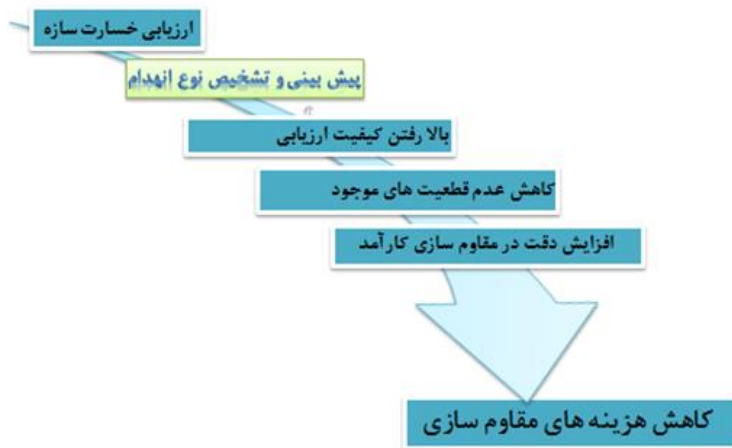 ارزیابی خسارت سازه
پیش بینی و تشخیص نوع انهدام
بالا رفتن کیفیت ارزیابی
کاهش عدم قطعیت های موجود
افزایش دقت در مقاوم سازی کارآمد
کاهش هزینه های مقاوم سازی